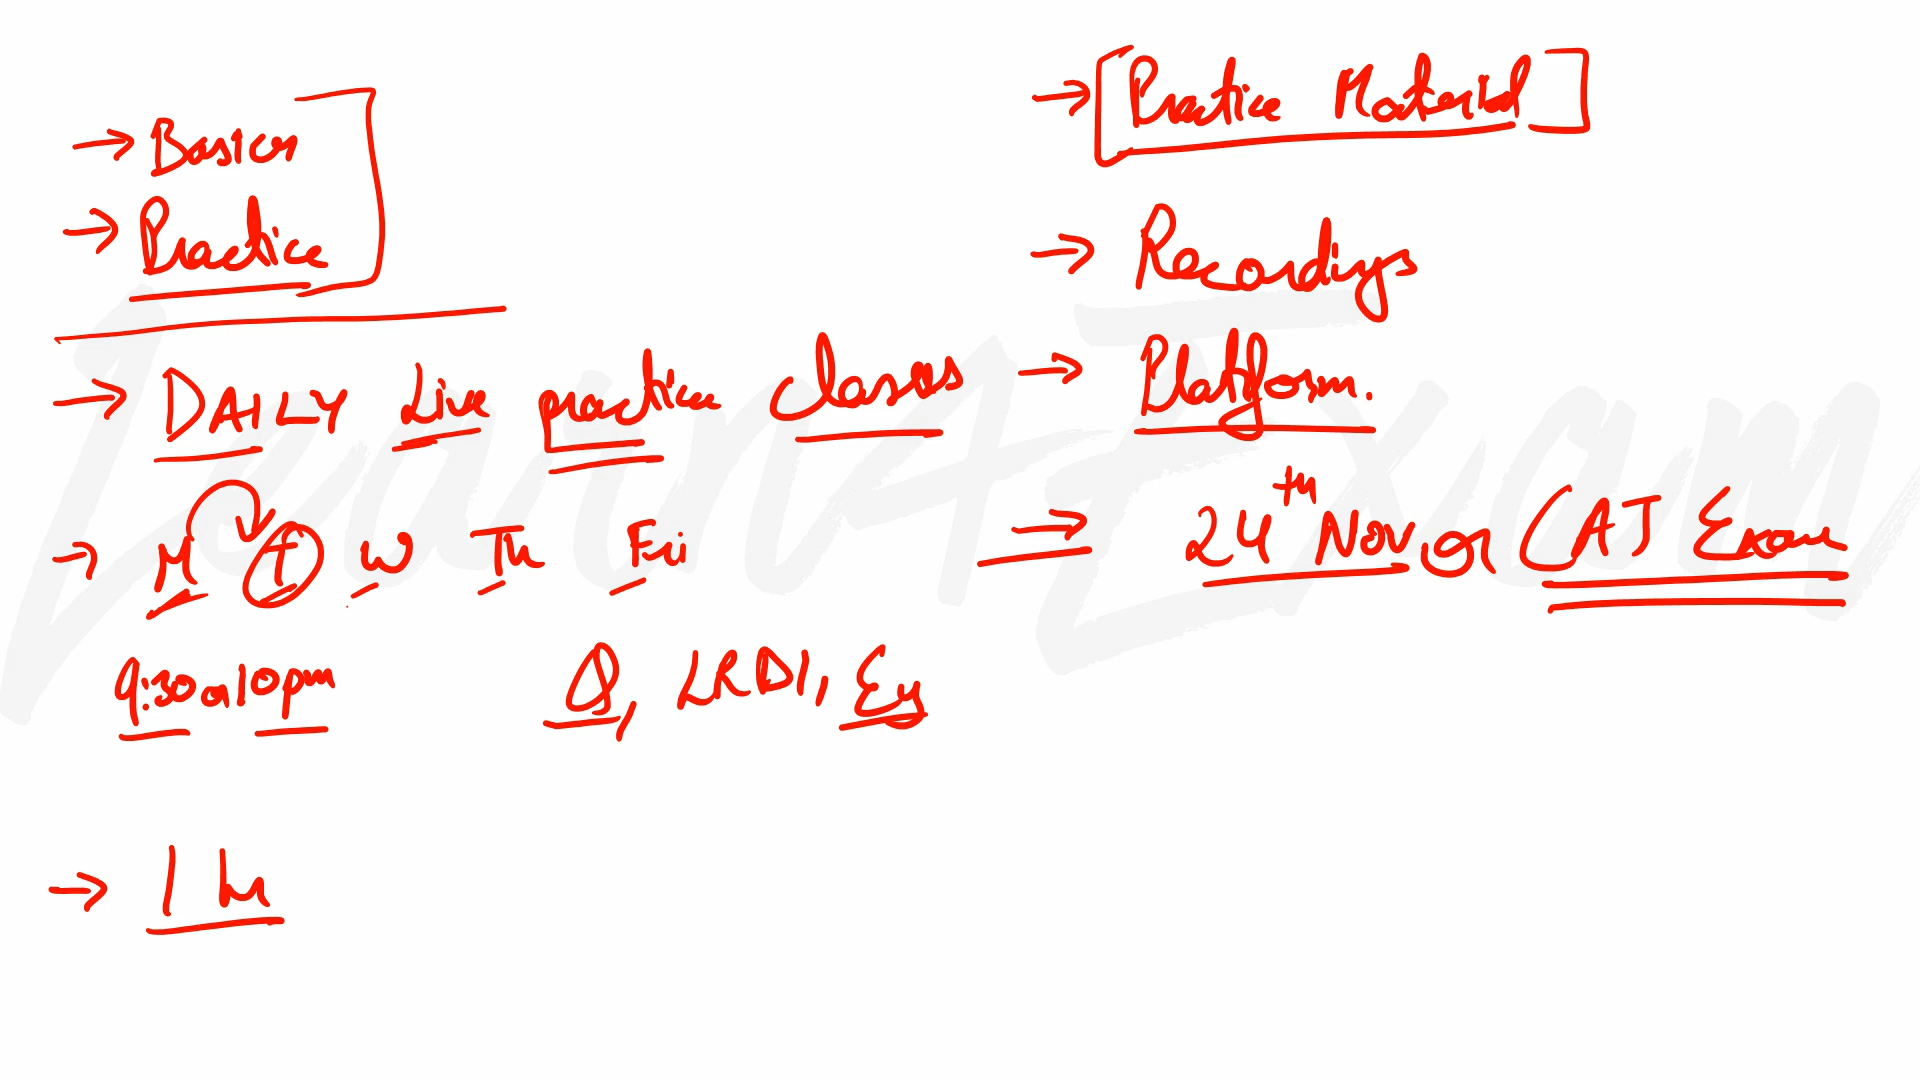 → Basics
→ Practice
→ DAILY Live practice Classes
→ M T W Th Fri
9:30 or 10pm
Q, LRDI, Eng
→ 1 hr
→ [Practice Material]
→ Recordings
→ Platform.
→ 24th Nov or CAT Exam
LearnATExam